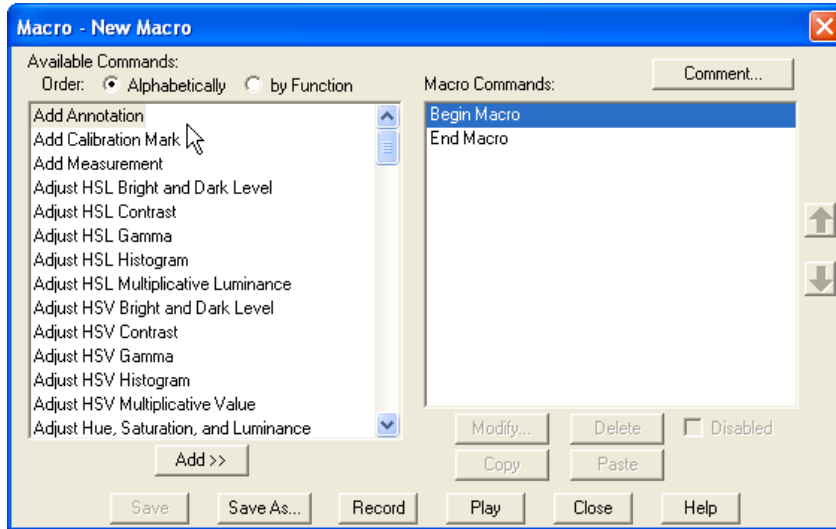 Macro - New Macro
Available Commands:
Order: Alphabetically by Function
Macro Commands:
Comment...
Add Annotation
Add Calibration Mark
Add Measurement
Adjust HSL Bright and Dark Level
Adjust HSL Contrast
Adjust HSL Gamma
Adjust HSL Histogram
Adjust HSL Multiplicative Luminance
Adjust HSV Bright and Dark Level
Adjust HSV Contrast
Adjust HSV Gamma
Adjust HSV Histogram
Adjust HSV Multiplicative Value
Adjust Hue, Saturation, and Luminance
Begin Macro
End Macro
Add >>
Modify... Delete Disabled
Copy Paste
Save Save As... Record Play Close Help